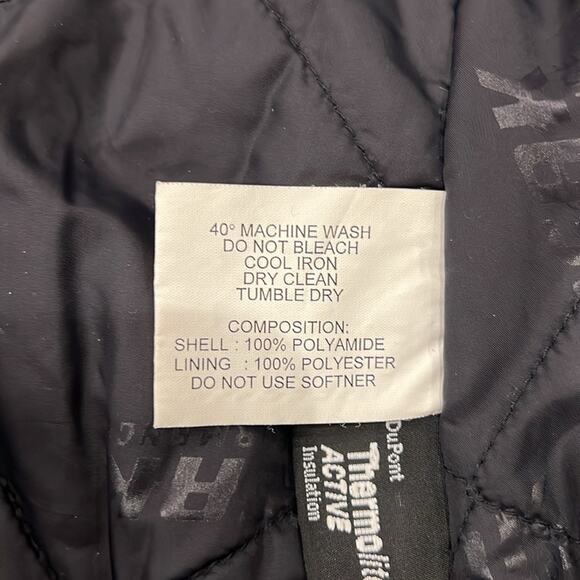 40° MACHINE WASH
DO NOT BLEACH
COOL IRON
DRY CLEAN
TUMBLE DRY
COMPOSITION:
SHELL : 100% POLYAMIDE
LINING : 100% POLYESTER
DO NOT USE SOFTNER
DuPont
Thermolite
ACTIVE
Insulation